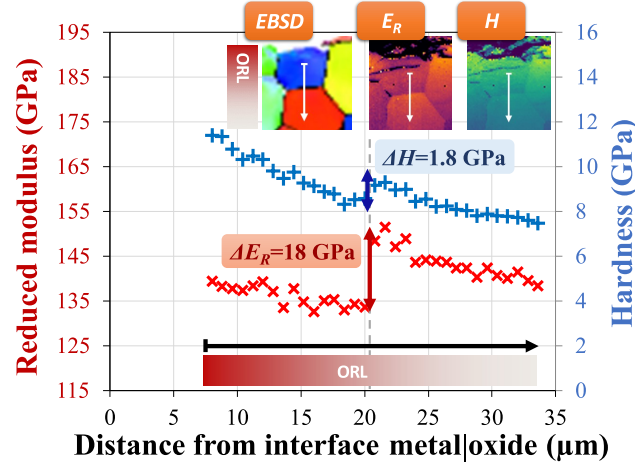 EBSD E_R H
195 16
185 14
175 12
165 10
155 8
145 6
135 4
125 2
115 0
Reduced modulus (GPa)
Hardness (GPa)
ORL
ΔH=1.8 GPa
ΔE_R=18 GPa
ORL
0 5 10 15 20 25 30 35
Distance from interface metal|oxide (µm)